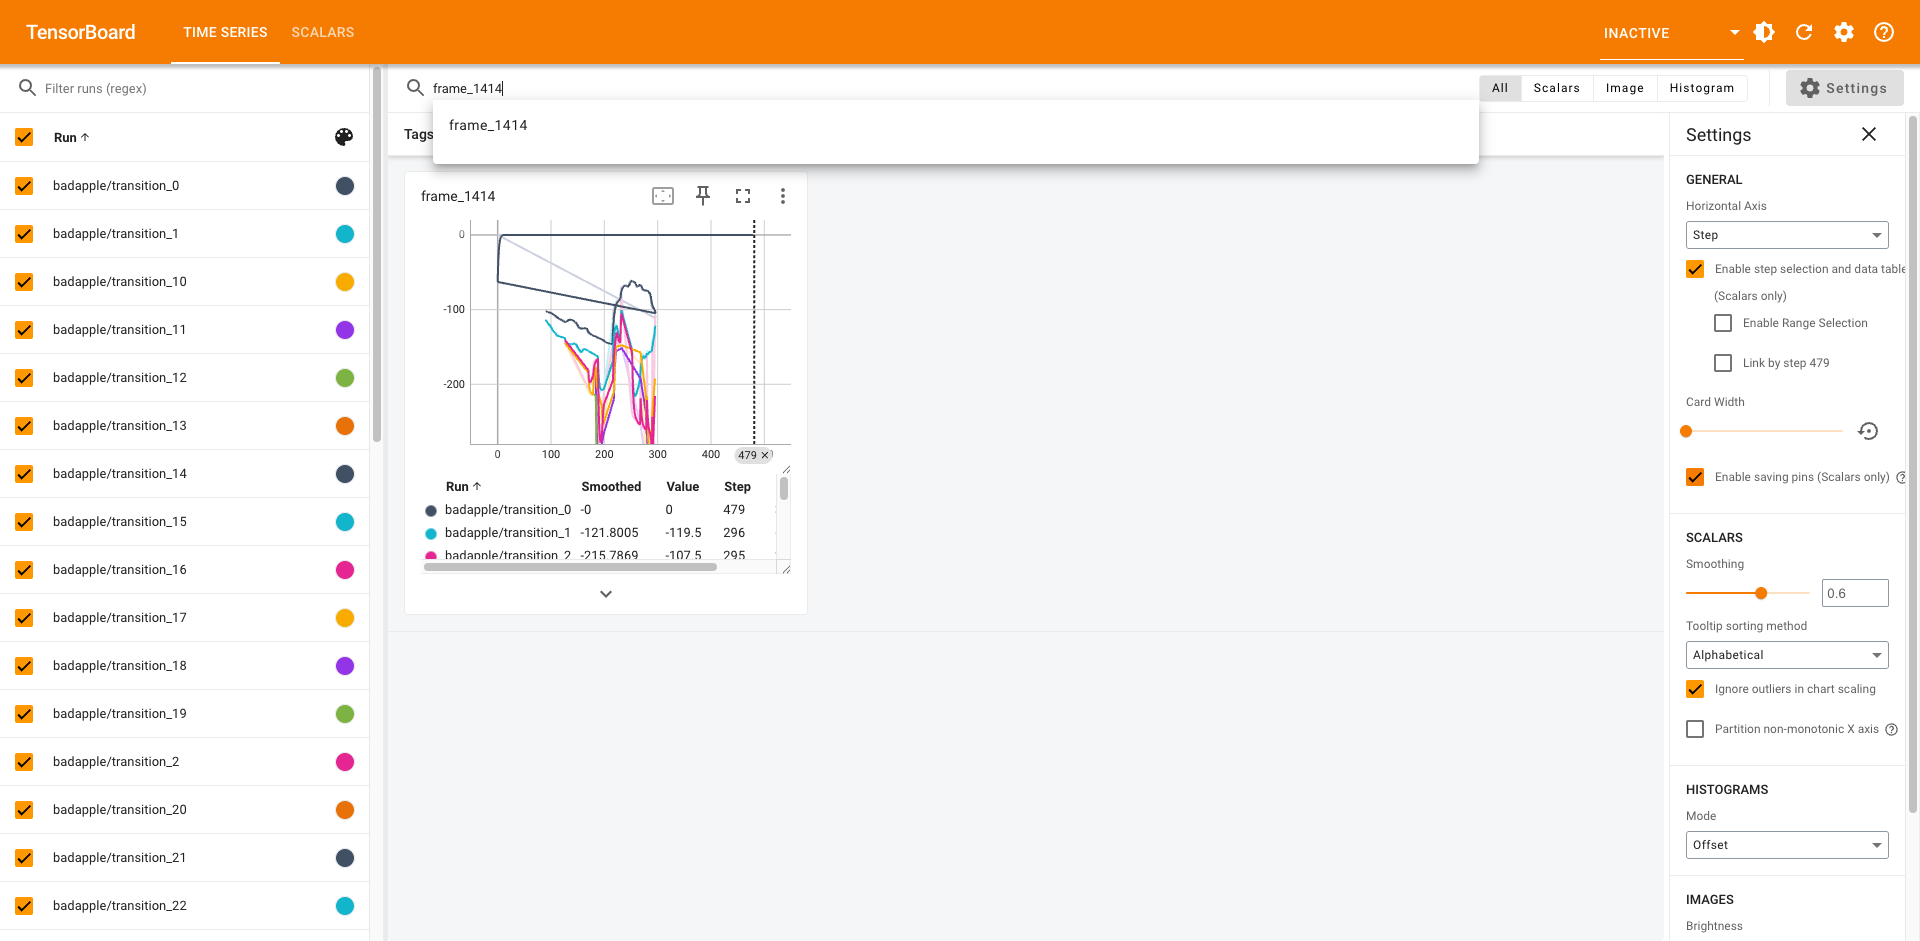 TensorBoard
TIME SERIES
SCALARS
INACTIVE
Filter runs (regex)
frame_1414
All
Scalars
Image
Histogram
Settings
frame_1414
Tags
Run ↑
badapple/transition_0
badapple/transition_1
badapple/transition_10
badapple/transition_11
badapple/transition_12
badapple/transition_13
badapple/transition_14
badapple/transition_15
badapple/transition_16
badapple/transition_17
badapple/transition_18
badapple/transition_19
badapple/transition_2
badapple/transition_20
badapple/transition_21
badapple/transition_22
frame_1414
0
-100
-200
0 100 200 300 400 479 ×
Run ↑ Smoothed Value Step
badapple/transition_0 -0 0 479
badapple/transition_1 -121.8005 -119.5 296
badapple/transition_2 -215.7869 -107.5 295
Settings
GENERAL
Horizontal Axis
Step
Enable step selection and data table
(Scalars only)
Enable Range Selection
Link by step 479
Card Width
Enable saving pins (Scalars only)
SCALARS
Smoothing
0.6
Tooltip sorting method
Alphabetical
Ignore outliers in chart scaling
Partition non-monotonic X axis
HISTOGRAMS
Mode
Offset
IMAGES
Brightness